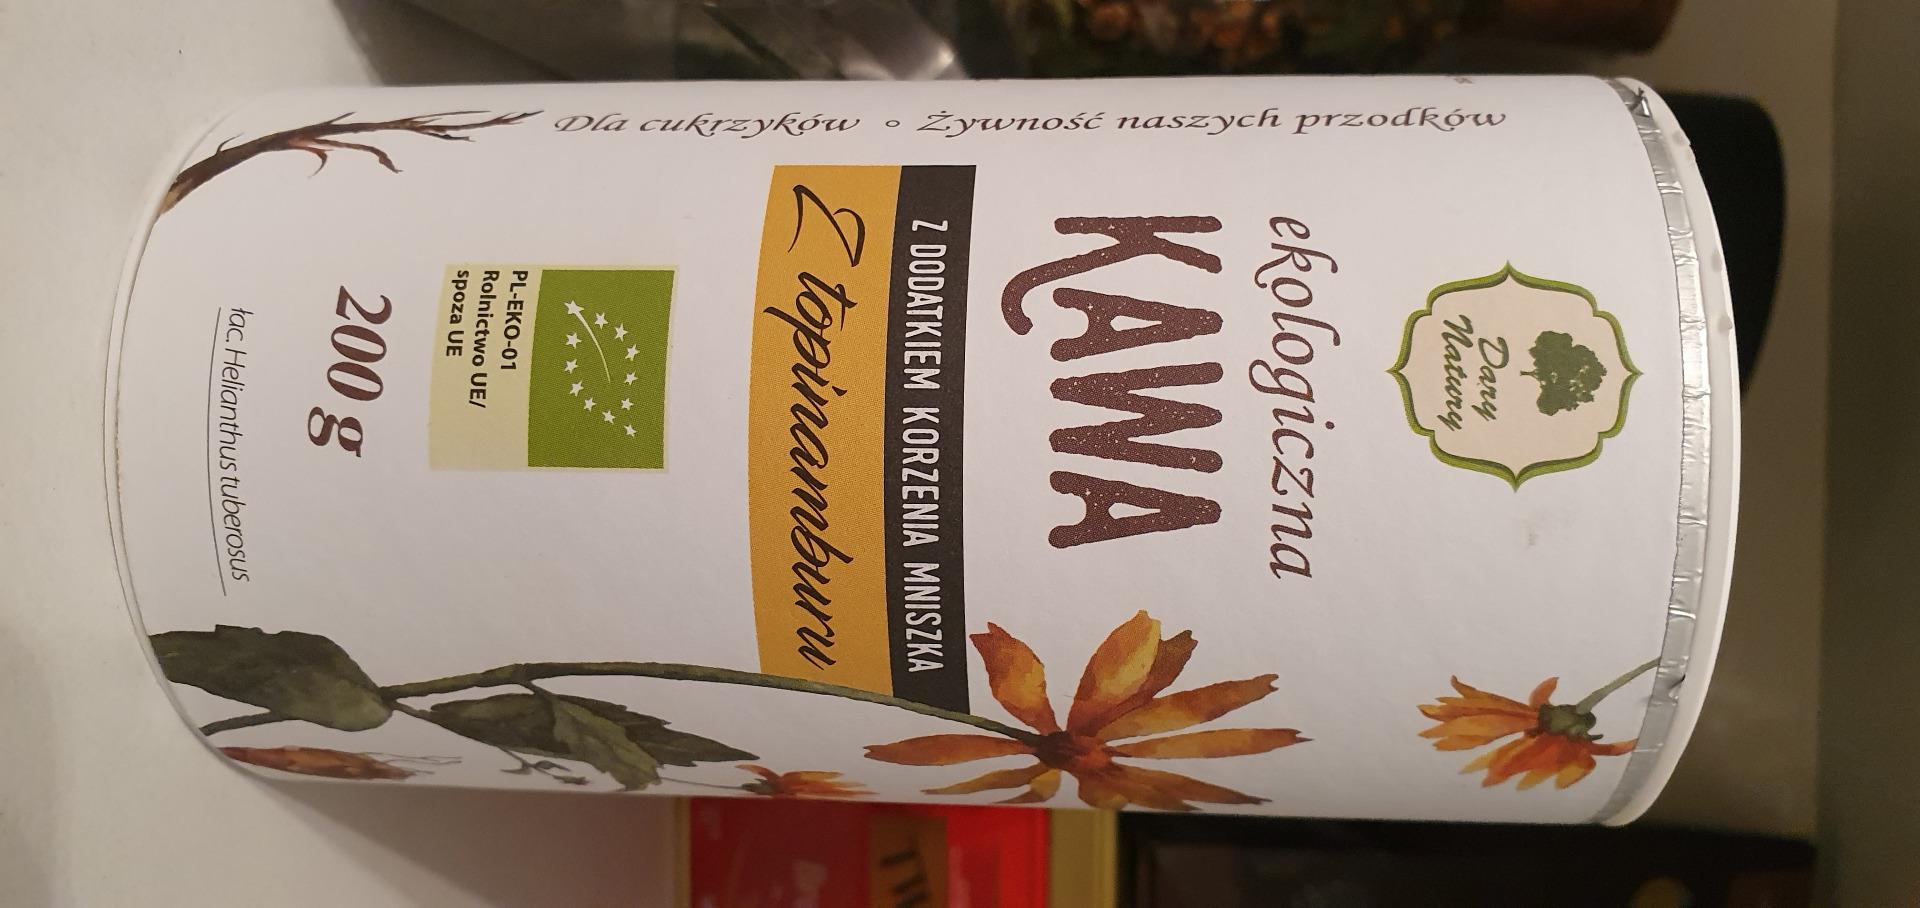 Dary
Natury
ekologiczna
KAWA
Z DODATKIEM KORZENIA MNISZKA
Z topinamburu
PL-EKO-01
Rolnictwo UE/
spoza UE
200 g
łac. Helianthus tuberosus
Dla cukrzyków ∘ Żywność naszych przodków
TW